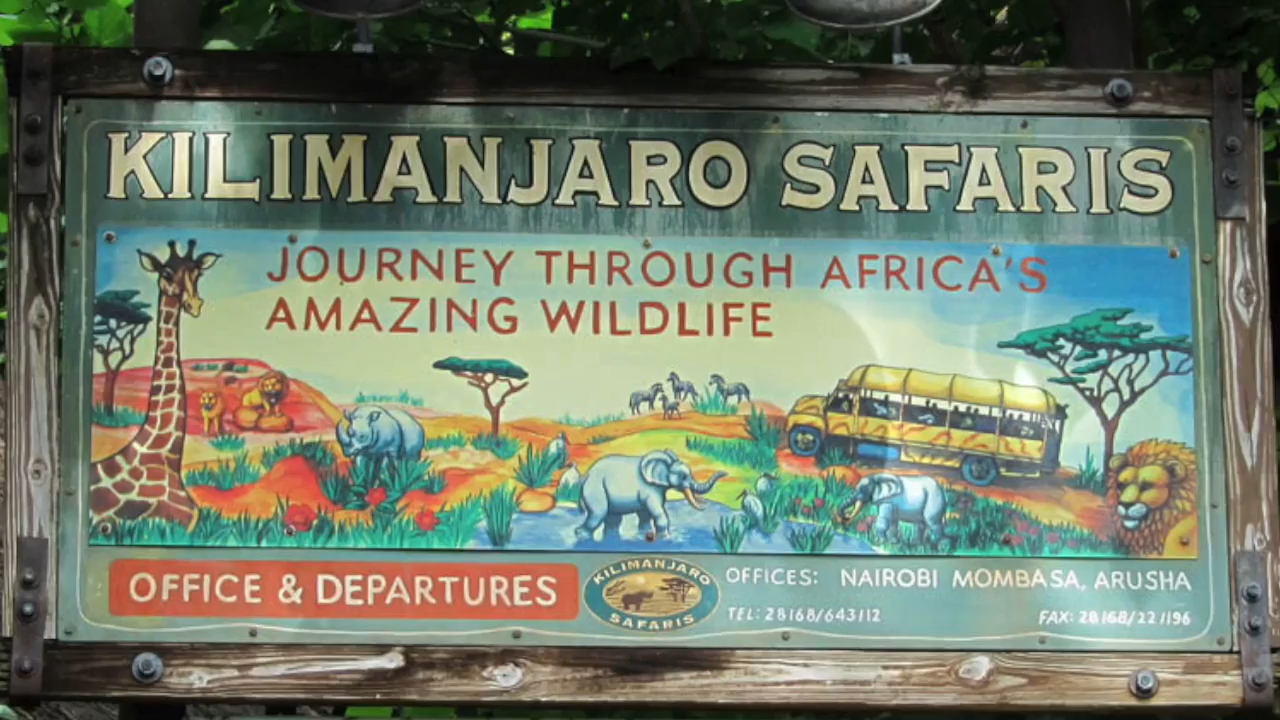 KILIMANJARO SAFARIS
JOURNEY THROUGH AFRICA'S
AMAZING WILDLIFE
OFFICE & DEPARTURES
KILIMANJARO
SAFARIS
OFFICES: NAIROBI MOMBASA, ARUSHA
TEL: 28168/643112
FAX: 28168/221196